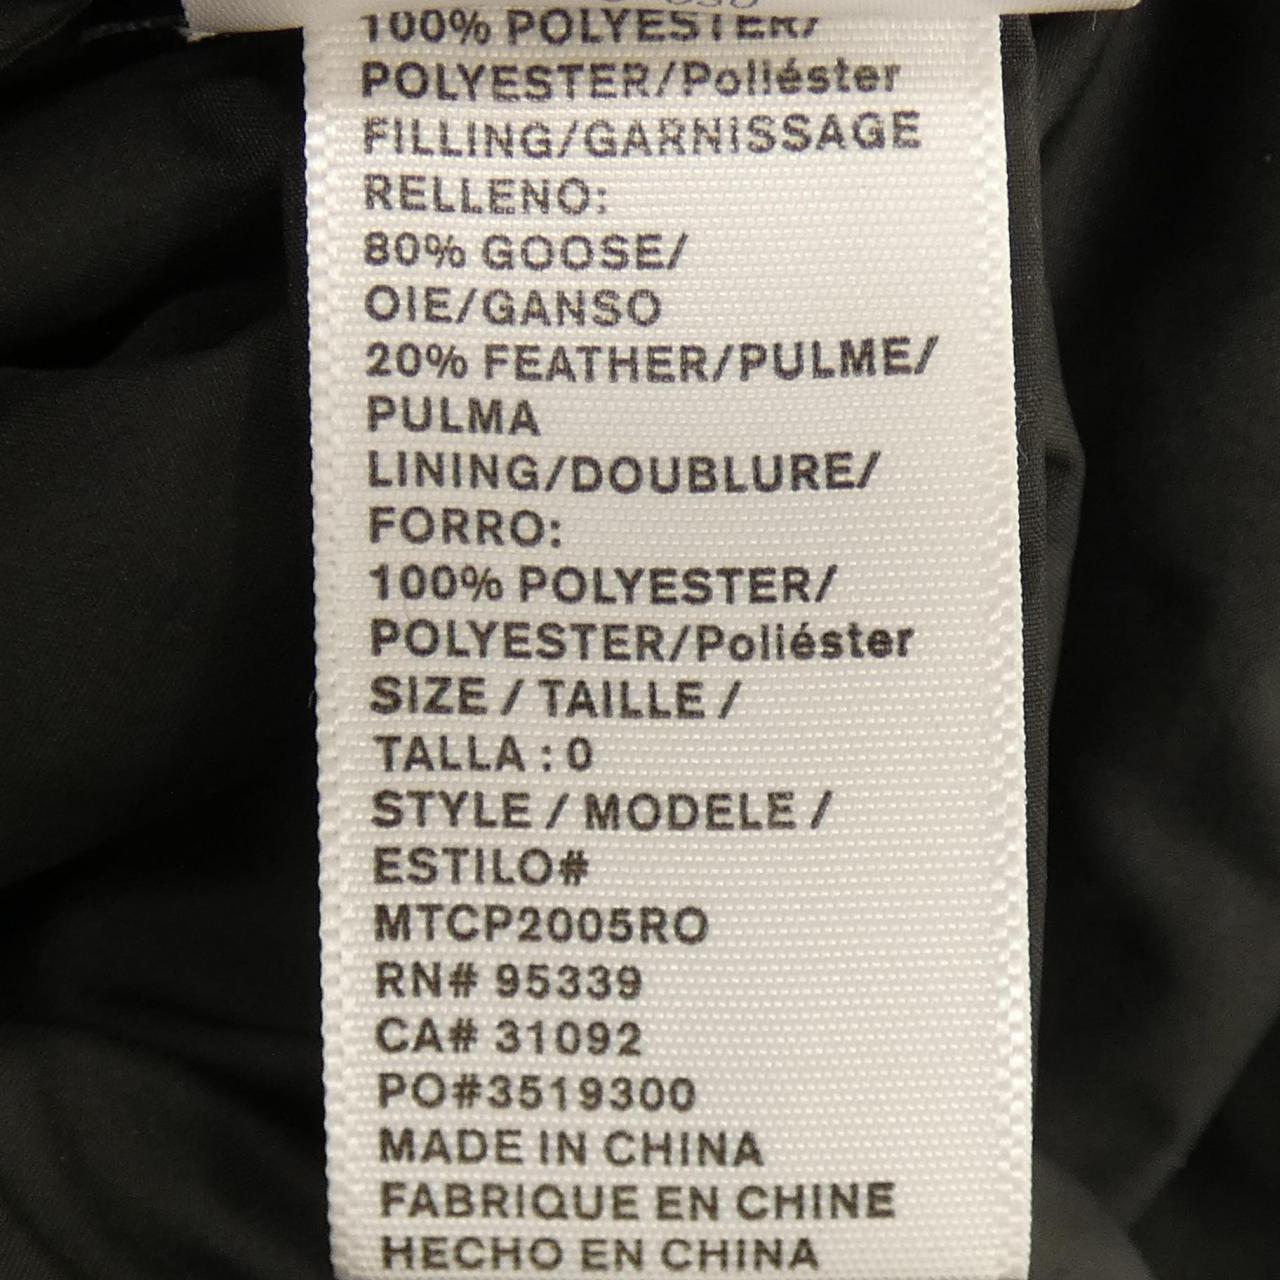 100% POLYESTER/
POLYESTER/Poliéster
FILLING/GARNISSAGE
RELLENO:
80% GOOSE/
OIE/GANSO
20% FEATHER/PULME/
PULMA
LINING/DOUBLURE/
FORRO:
100% POLYESTER/
POLYESTER/Poliéster
SIZE / TAILLE /
TALLA : 0
STYLE / MODELE /
ESTILO#
MTCP2005RO
RN# 95339
CA# 31092
PO#3519300
MADE IN CHINA
FABRIQUE EN CHINE
HECHO EN CHINA